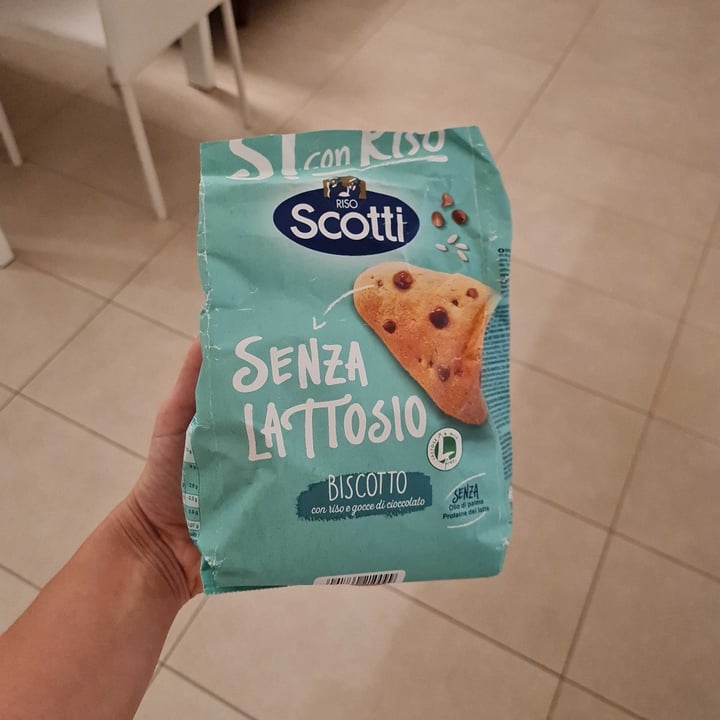 SÌ con RISO
RISO
Scotti
SENZA
LATTOSIO
BISCOTTO
con riso e gocce di cioccolato
SENZA
Olio di palma
Proteine del latte